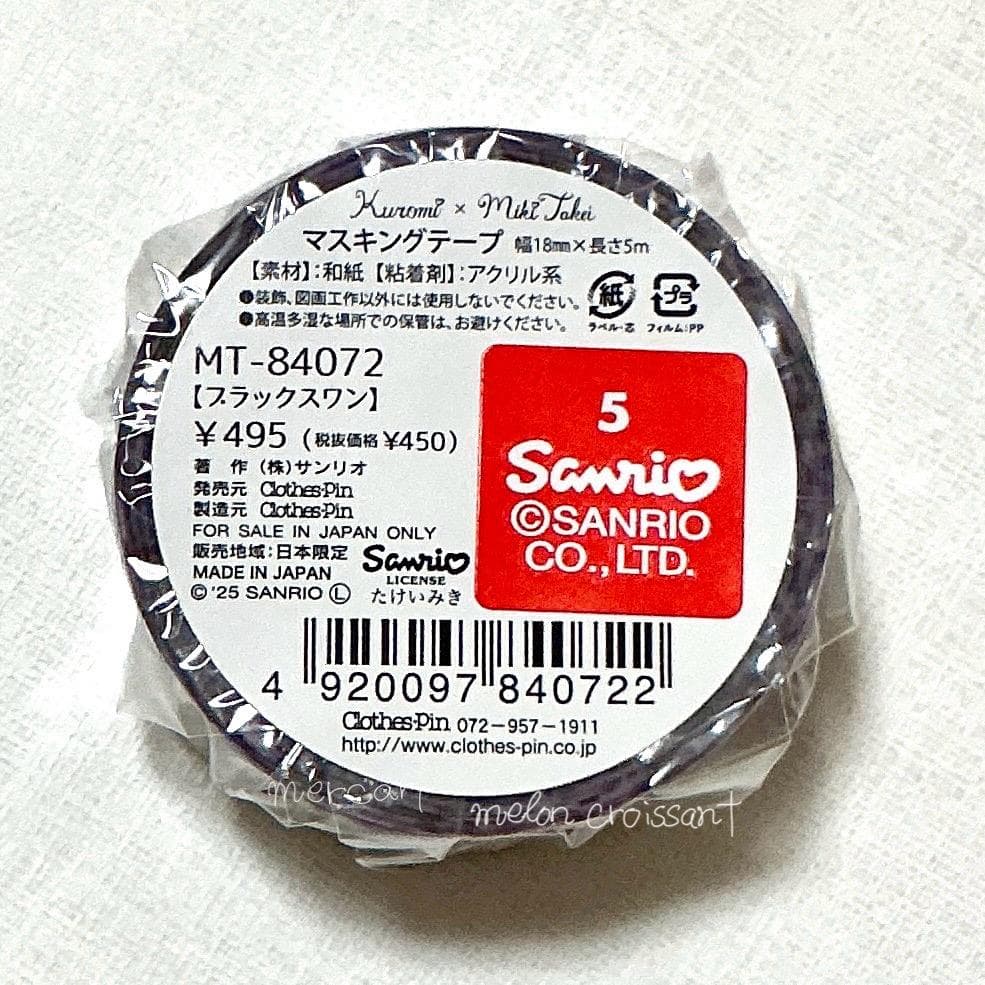 Kuromi × Miki Takei
マスキングテープ 幅18mm×長さ5m
【素材】:和紙【粘着剤】:アクリル系
●装飾、図画工作以外には使用しないでください。
●高温多湿な場所での保管は、お避けください。
紙
ラベル・芯
プラ
フィルム:PP
MT-84072
【ブラックスワン】
¥495 (税抜価格 ¥450)
著 作 (株)サンリオ
発売元 Clothes-Pin
製造元 Clothes-Pin
FOR SALE IN JAPAN ONLY
販売地域:日本限定
MADE IN JAPAN
©'25 SANRIO Ⓛ
Sanrio
LICENSE
たけいみき
5
Sanrio
©SANRIO
CO.,LTD.
4 920097 840722
Clothes-Pin 072-957-1911
http://www.clothes-pin.co.jp
mersan
melon croissant